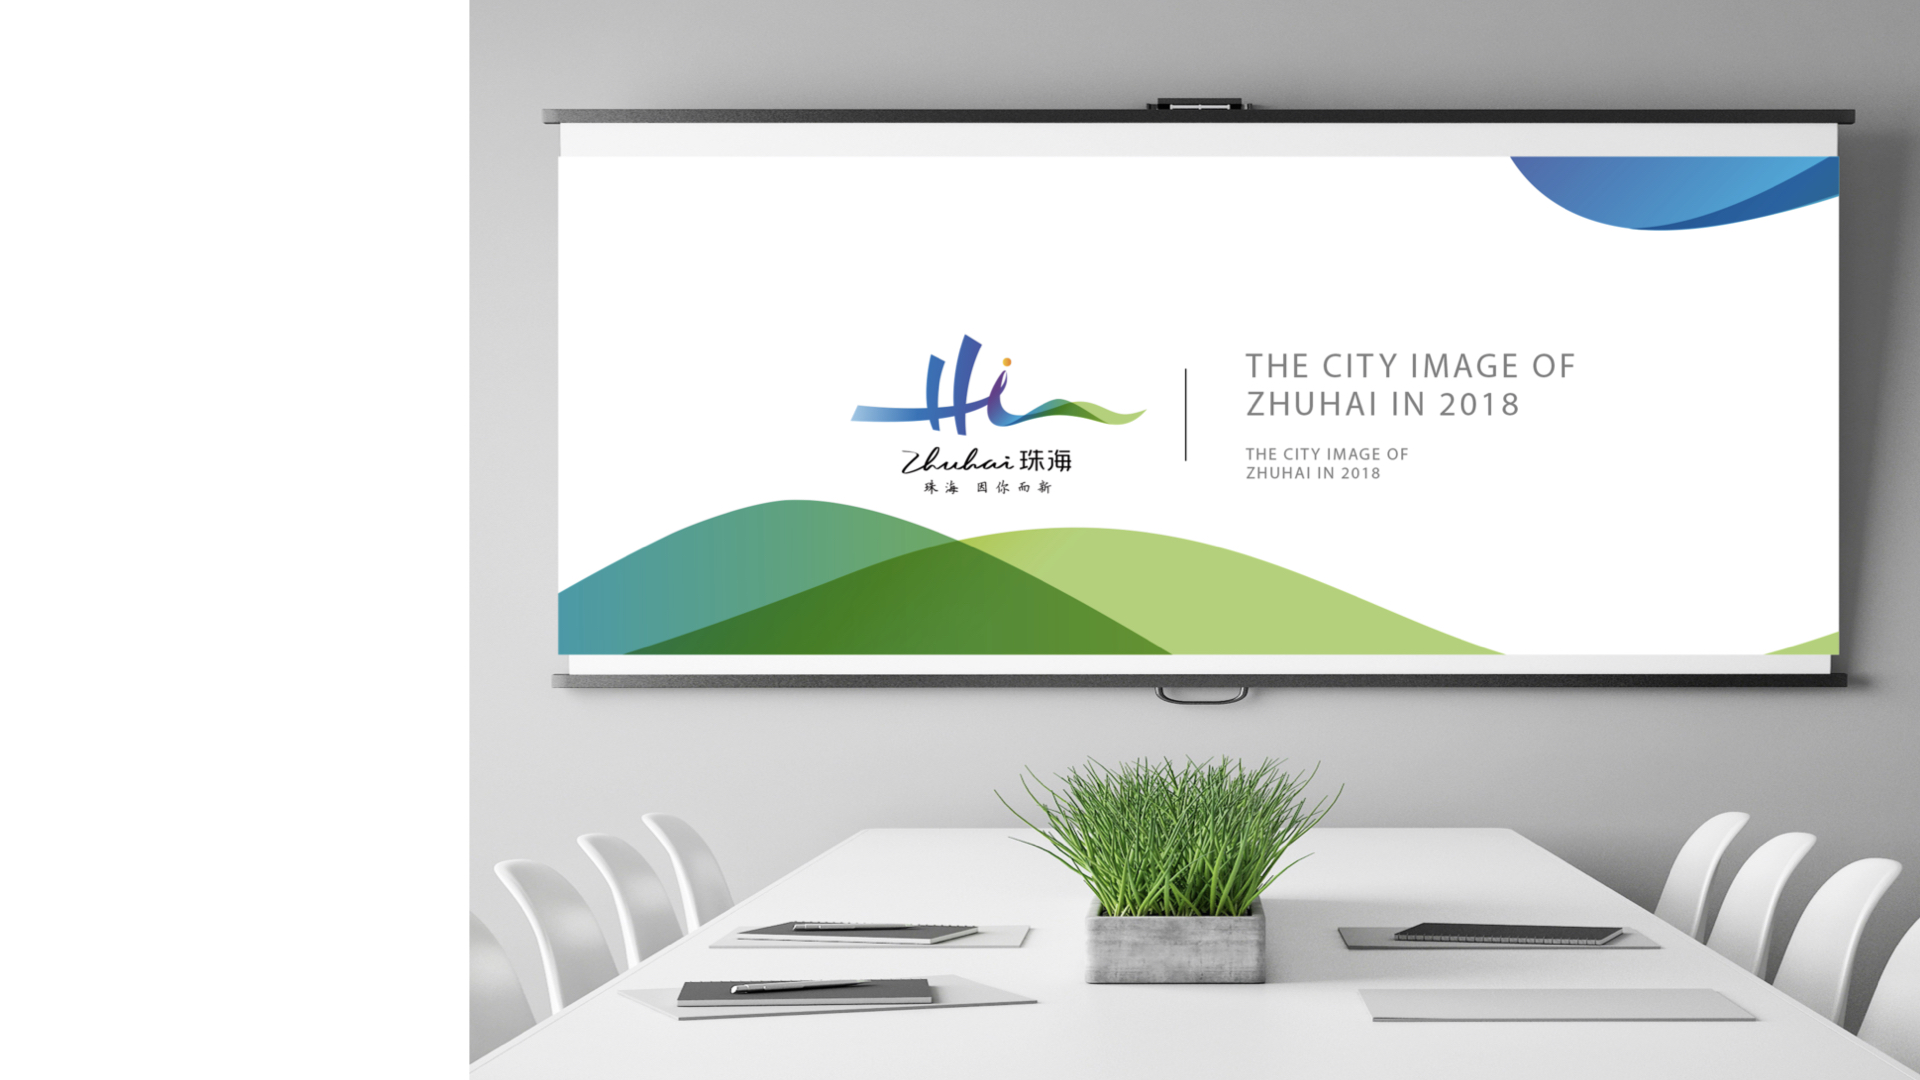 Hi
Zhuhai 珠海
珠海 因你而新
THE CITY IMAGE OF
ZHUHAI IN 2018
THE CITY IMAGE OF
ZHUHAI IN 2018